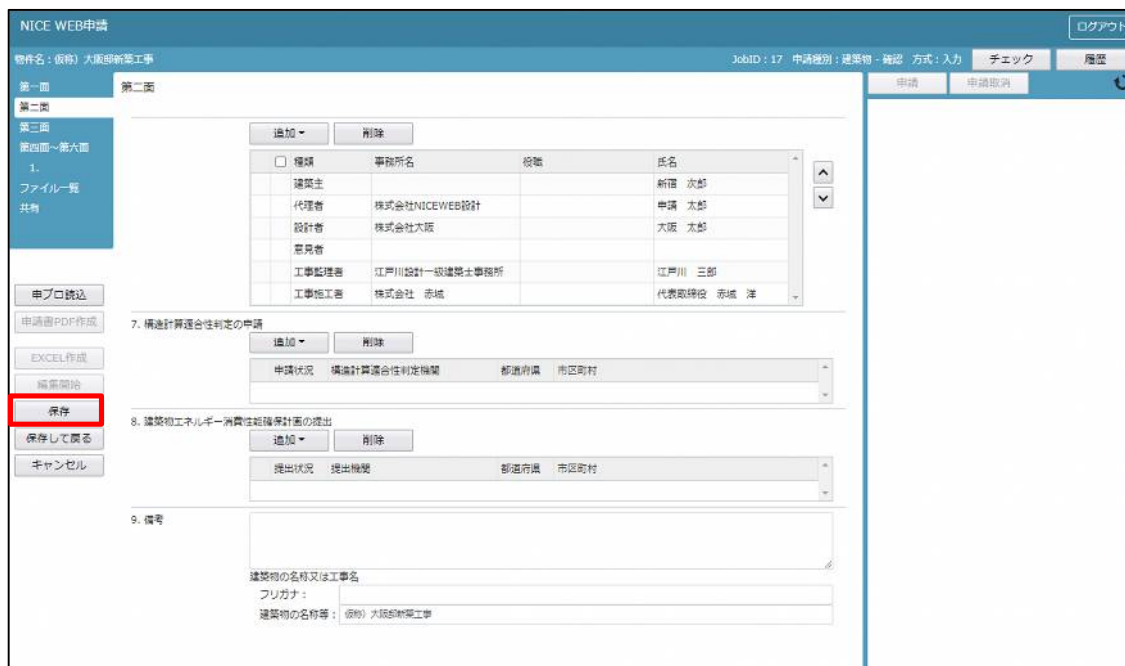 NICE WEB申請
ログアウト
物件名：仮称）大阪邸新築工事
JobID：17 申請種別：建築物 - 確認 方式：入力 チェック 履歴
申請 申請取消
第一面
第二面
第三面
第四面～第六面
1.
ファイル一覧
共有
申プロ読込
申請書PDF作成
EXCEL作成
編集開始
保存
保存して戻る
キャンセル
第二面
追加 削除
種類 事務所名 役職 氏名
建築主 新宿 次郎
代理者 株式会社NICEWEB設計 申請 太郎
設計者 株式会社大阪 大阪 太郎
意見者
工事監理者 江戸川設計一級建築士事務所 江戸川 三郎
工事施工者 株式会社 赤城 代表取締役 赤城 洋
7. 構造計算適合性判定の申請
追加 削除
申請状況 構造計算適合性判定機関 都道府県 市区町村
8. 建築物エネルギー消費性能確保計画の提出
追加 削除
提出状況 提出機関 都道府県 市区町村
9. 備考
建築物の名称又は工事名
フリガナ：
建築物の名称等： 仮称）大阪邸新築工事